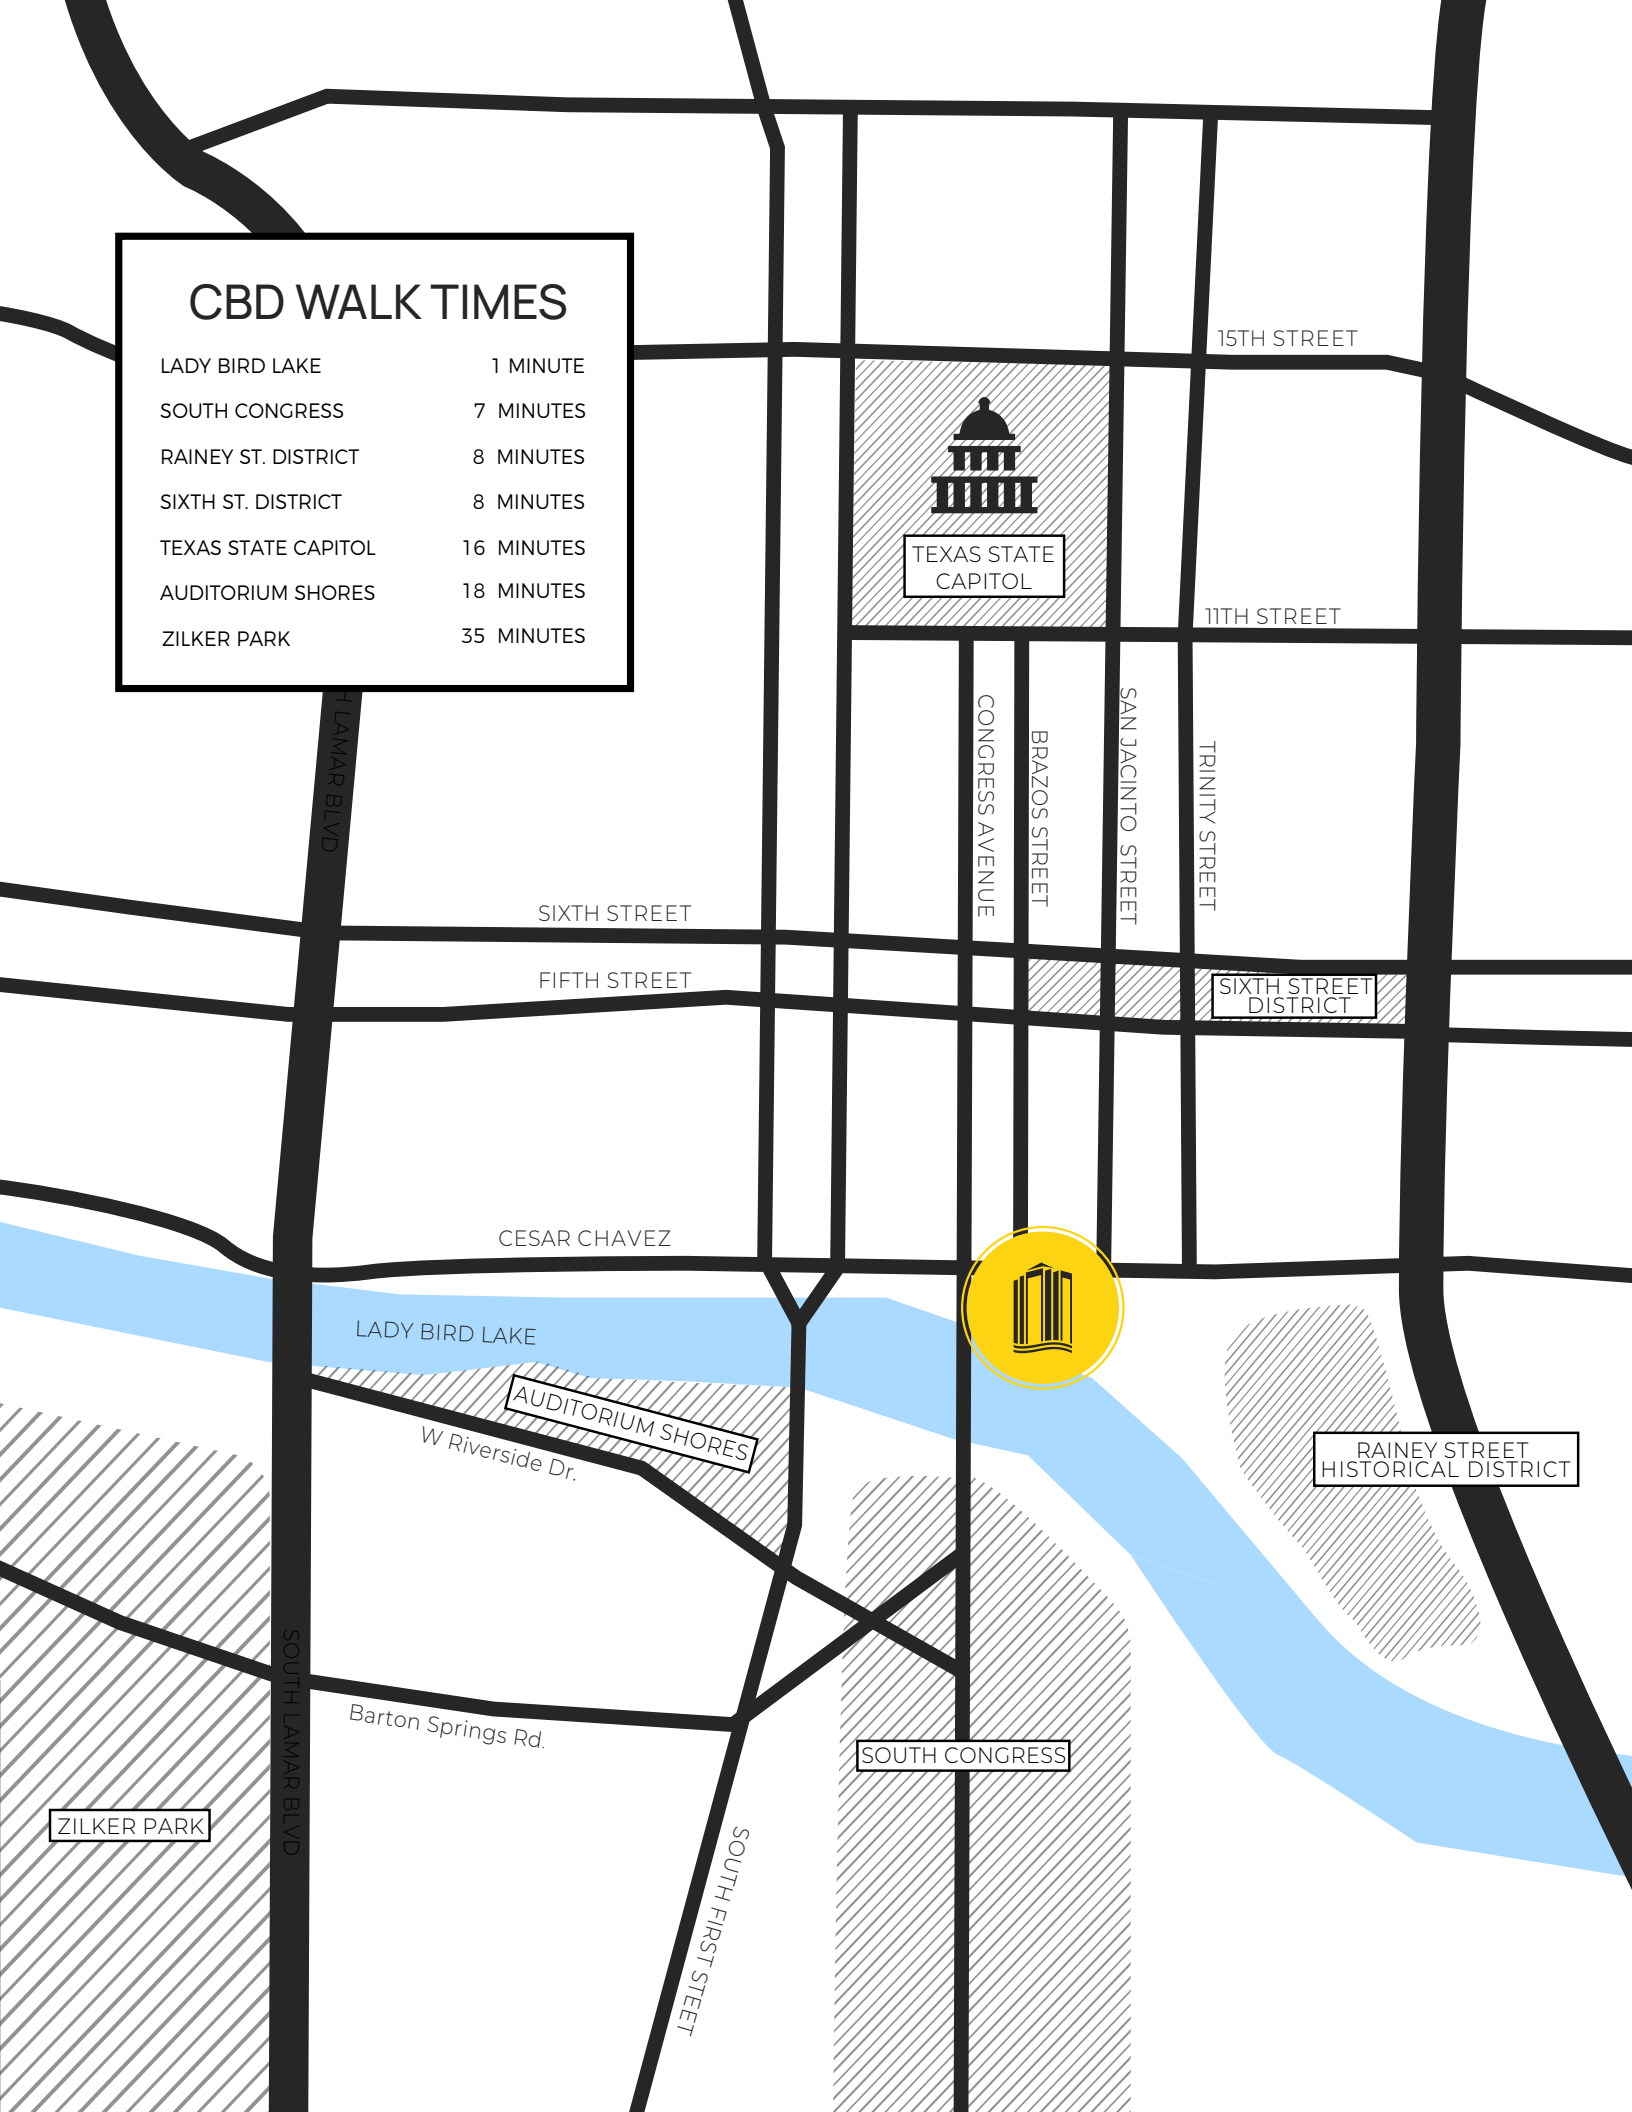 CBD WALK TIMES
LADY BIRD LAKE 1 MINUTE
SOUTH CONGRESS 7 MINUTES
RAINEY ST. DISTRICT 8 MINUTES
SIXTH ST. DISTRICT 8 MINUTES
TEXAS STATE CAPITOL 16 MINUTES
AUDITORIUM SHORES 18 MINUTES
ZILKER PARK 35 MINUTES
15TH STREET
TEXAS STATE
CAPITOL
11TH STREET
LAMAR BLVD
CONGRESS AVENUE
BRAZOS STREET
SAN JACINTO STREET
TRINITY STREET
SIXTH STREET
FIFTH STREET
SIXTH STREET
DISTRICT
CESAR CHAVEZ
LADY BIRD LAKE
AUDITORIUM SHORES
W Riverside Dr.
RAINEY STREET
HISTORICAL DISTRICT
SOUTH LAMAR BLVD
Barton Springs Rd.
SOUTH CONGRESS
ZILKER PARK
SOUTH FIRST STEET